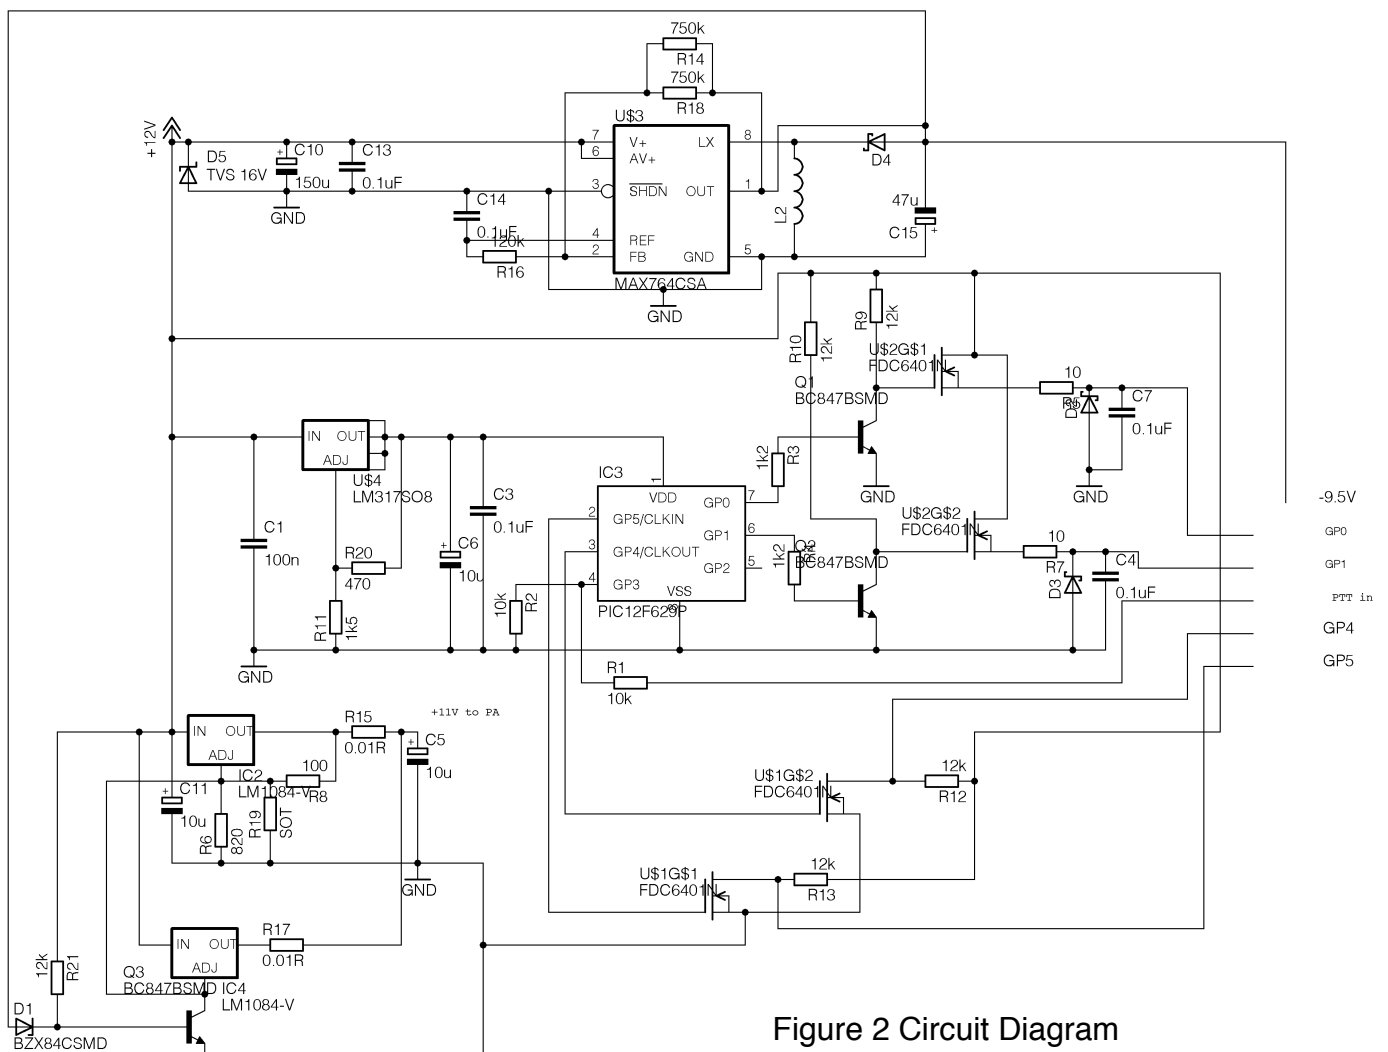 750k
R14
750k
R18
U$3
+12V
D5
TVS 16V
+
C10
150u
C13
0.1uF
GND
7
V+
6
AV+
3
SHDN
4
REF
2
FB
LX
8
OUT
1
GND
5
MAX764CSA
C14
0.1uF
120k
R16
GND
L2
D4
47u
C15
+
R10
12k
R9
12k
U$2G$1
FDC6401N
Q1
BC847BSMD
10
R5
C7
0.1uF
GND
GND
IN
OUT
ADJ
U$4
LM317SO8
C1
100n
R20
470
R11
1k5
GND
+
C6
10u
C3
0.1uF
10k
R2
IC3
1
VDD
2
GP5/CLKIN
3
GP4/CLKOUT
4
GP3
GP0
7
GP1
6
GP2
5
VSS
8
PIC12F629P
1k2
R3
1k2
Q2
BC847BSMD
U$2G$2
FDC6401N
10
R7
D3
C4
0.1uF
R1
10k
-9.5V
GP0
GP1
PTT in
GP4
GP5
+11V to PA
IN
OUT
ADJ
IC2
LM1084-V
R15
0.01R
+
C5
10u
100
R8
+
C11
10u
R6
820
R19
SOT
GND
U$1G$2
FDC6401N
12k
R12
U$1G$1
FDC6401N
12k
R13
IN
OUT
ADJ
R17
0.01R
Q3
BC847BSMD
IC4
LM1084-V
12k
R21
D1
BZX84CSMD
Figure 2 Circuit Diagram